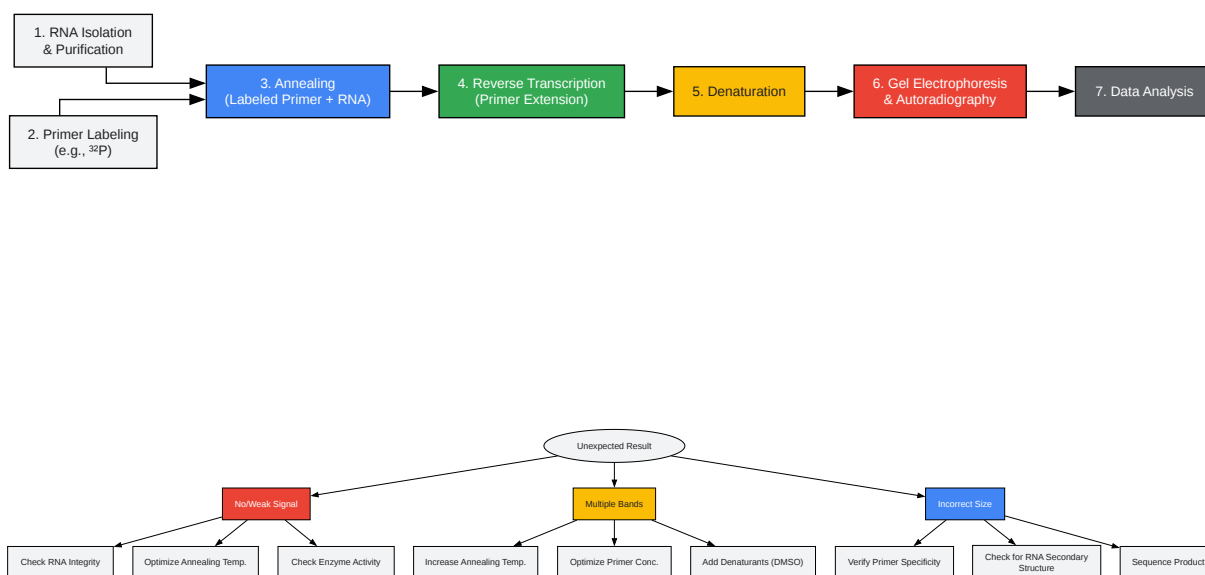 1. RNA Isolation
& Purification
2. Primer Labeling
(e.g., ³²P)
3. Annealing
(Labeled Primer + RNA)
4. Reverse Transcription
(Primer Extension)
5. Denaturation
6. Gel Electrophoresis
& Autoradiography
7. Data Analysis
Unexpected Result
No/Weak Signal
Multiple Bands
Incorrect Size
Check RNA Integrity
Optimize Annealing Temp.
Check Enzyme Activity
Increase Annealing Temp.
Optimize Primer Conc.
Add Denaturants (DMSO)
Verify Primer Specificity
Check for RNA Secondary
Structure
Sequence Product